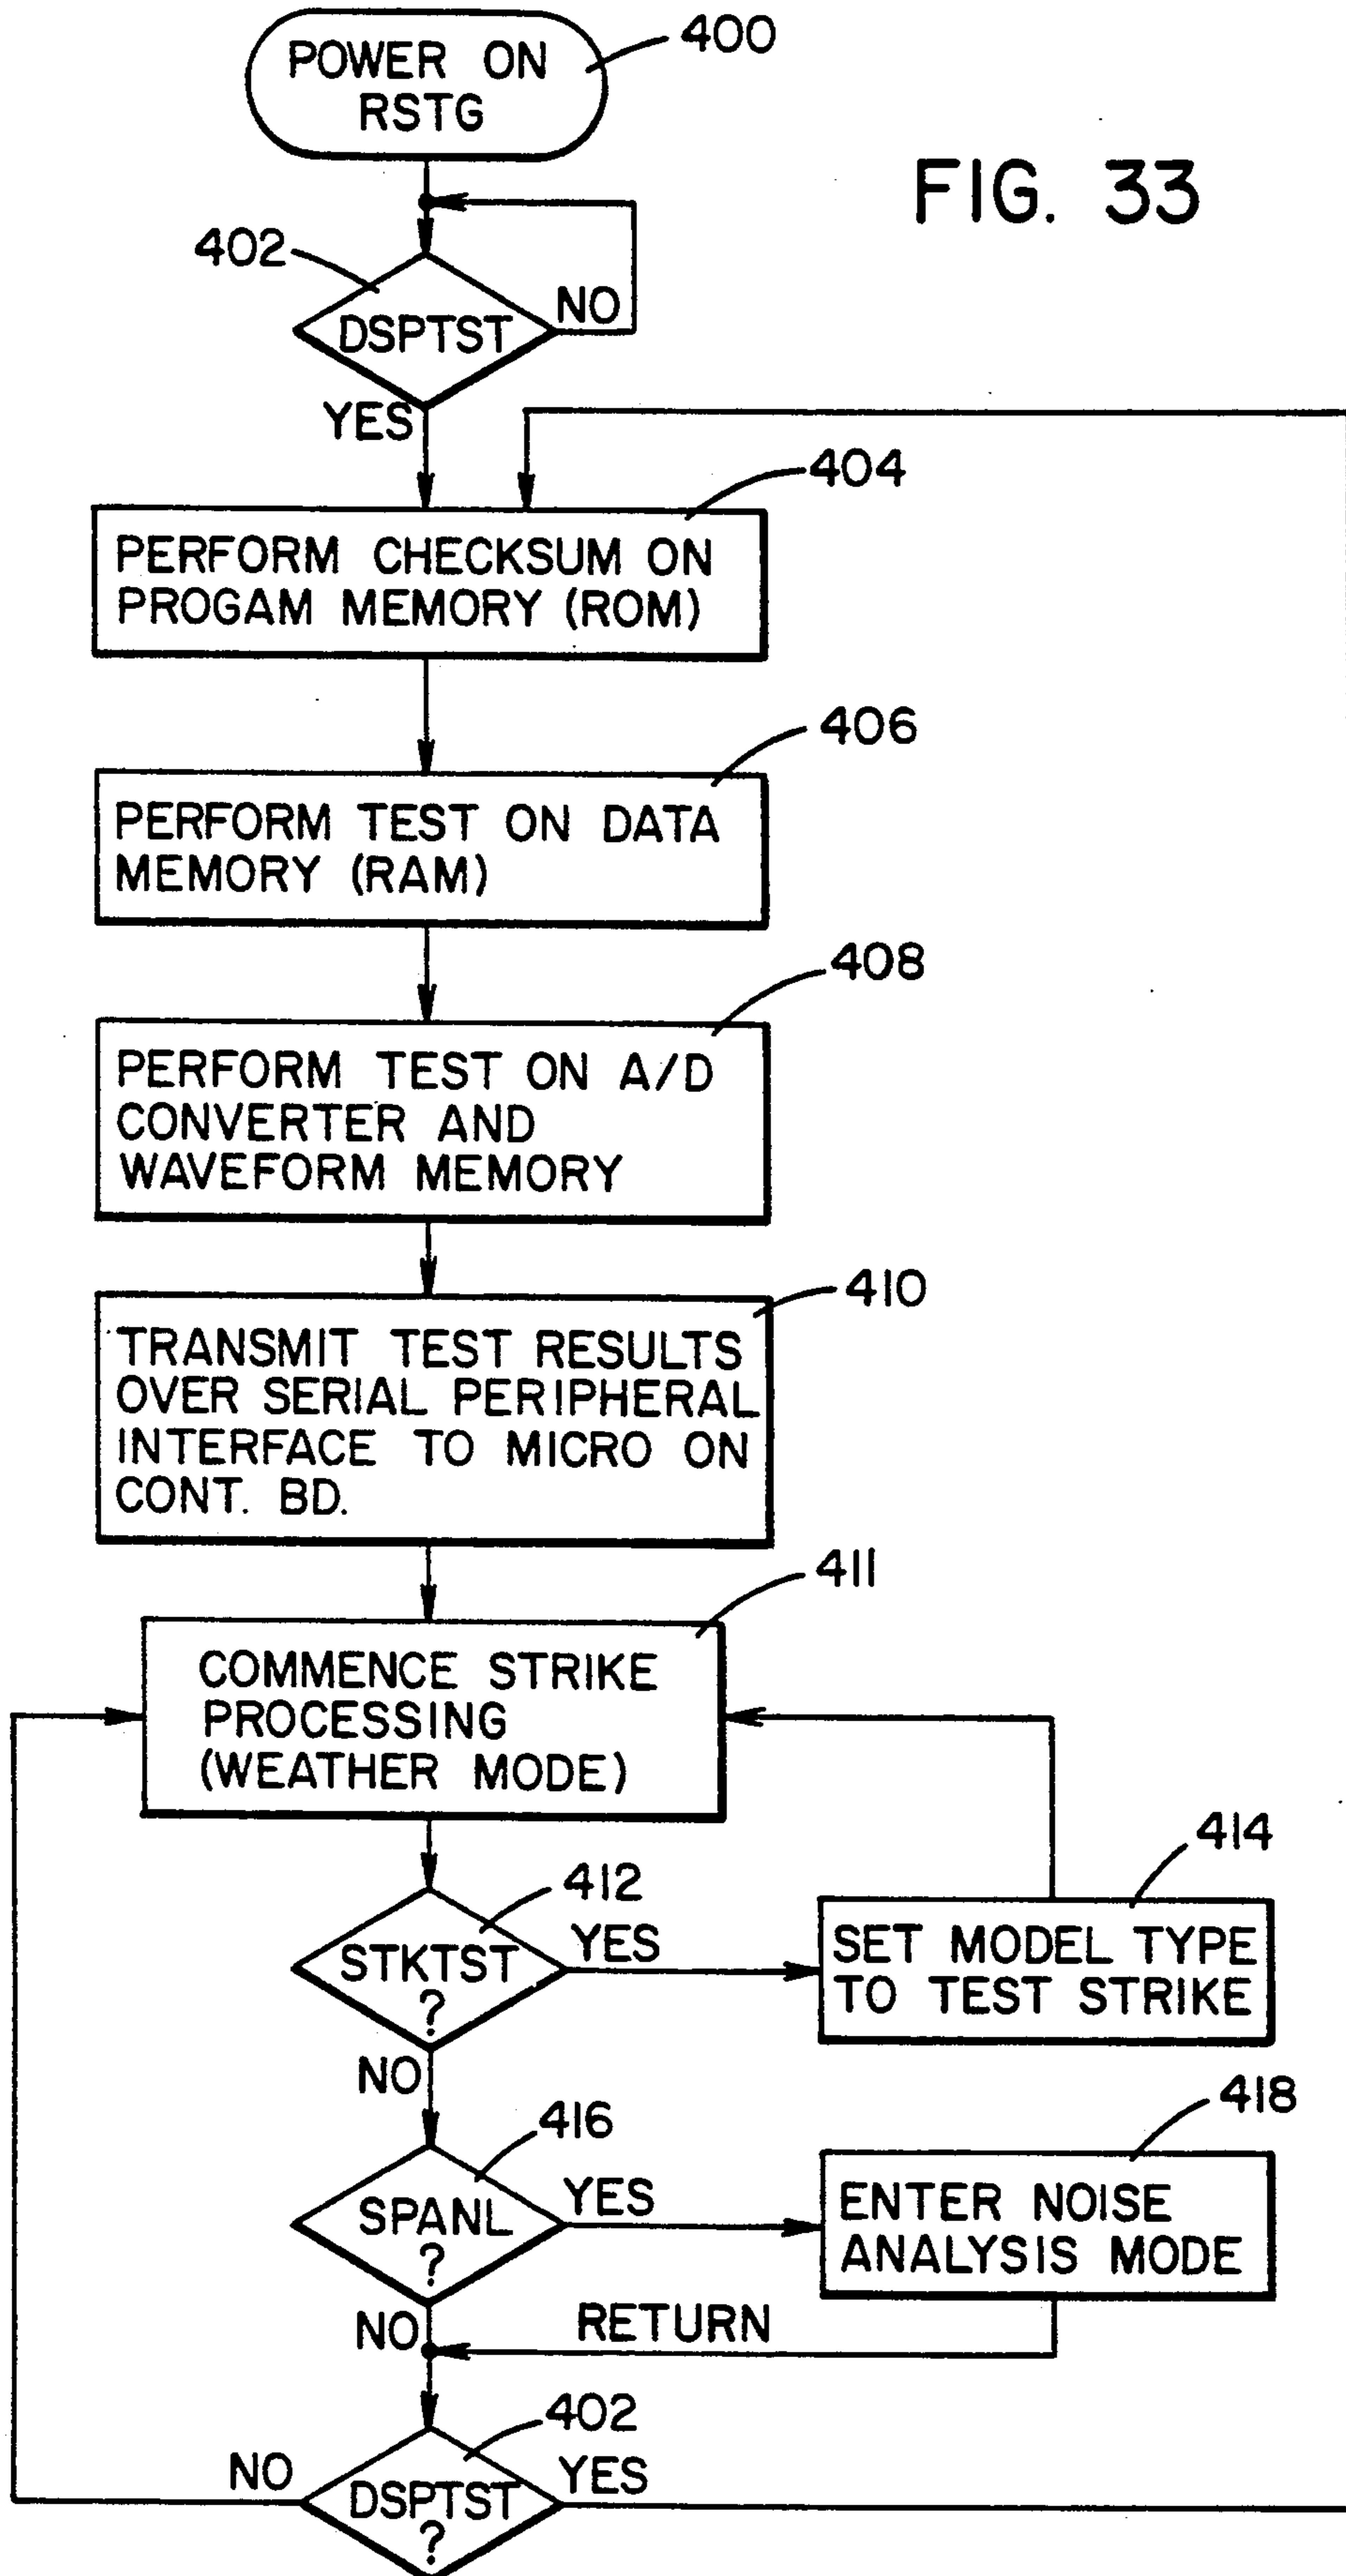 POWER ON
RSTG
400
FIG. 33
402
DSPTST
NO
YES
404
PERFORM CHECKSUM ON
PROGAM MEMORY (ROM)
406
PERFORM TEST ON DATA
MEMORY (RAM)
408
PERFORM TEST ON A/D
CONVERTER AND
WAVEFORM MEMORY
410
TRANSMIT TEST RESULTS
OVER SERIAL PERIPHERAL
INTERFACE TO MICRO ON
CONT. BD.
411
COMMENCE STRIKE
PROCESSING
(WEATHER MODE)
412
STKTST
?
YES
NO
414
SET MODEL TYPE
TO TEST STRIKE
416
SPANL
?
YES
NO
418
ENTER NOISE
ANALYSIS MODE
RETURN
402
DSPTST
?
NO
YES